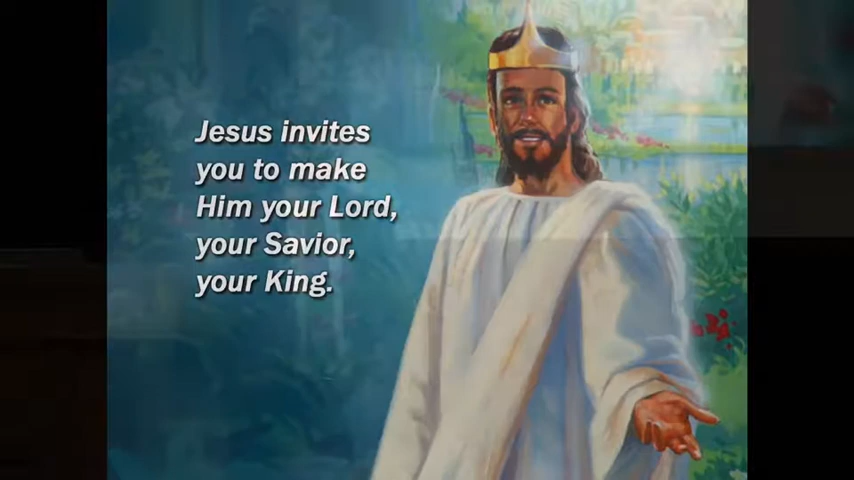 Jesus invites
you to make
Him your Lord,
your Savior,
your King.